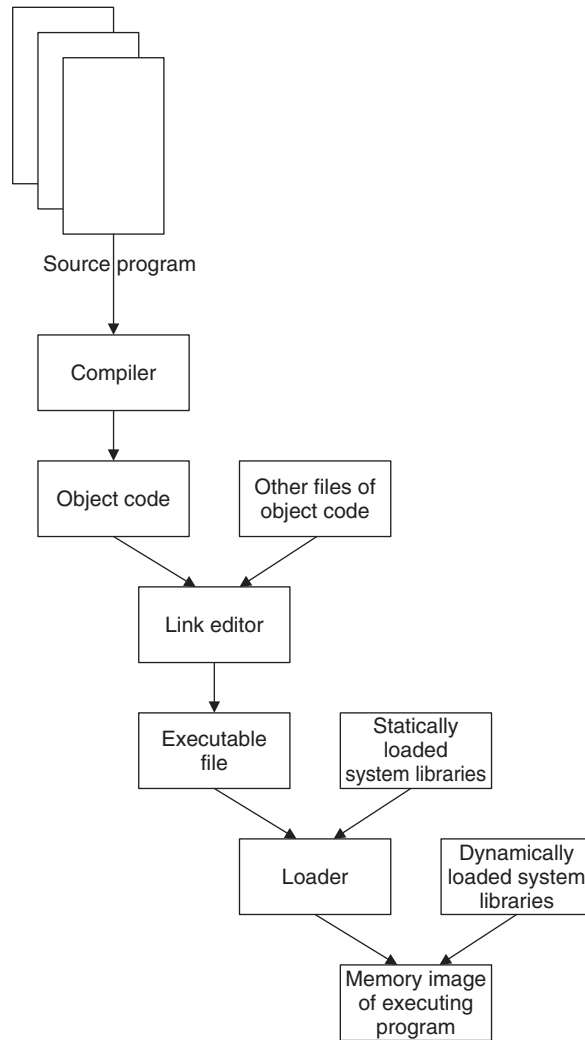 Source program
Compiler
Object code
Other files of
object code
Link editor
Executable
file
Statically
loaded
system libraries
Loader
Dynamically
loaded system
libraries
Memory image
of executing
program